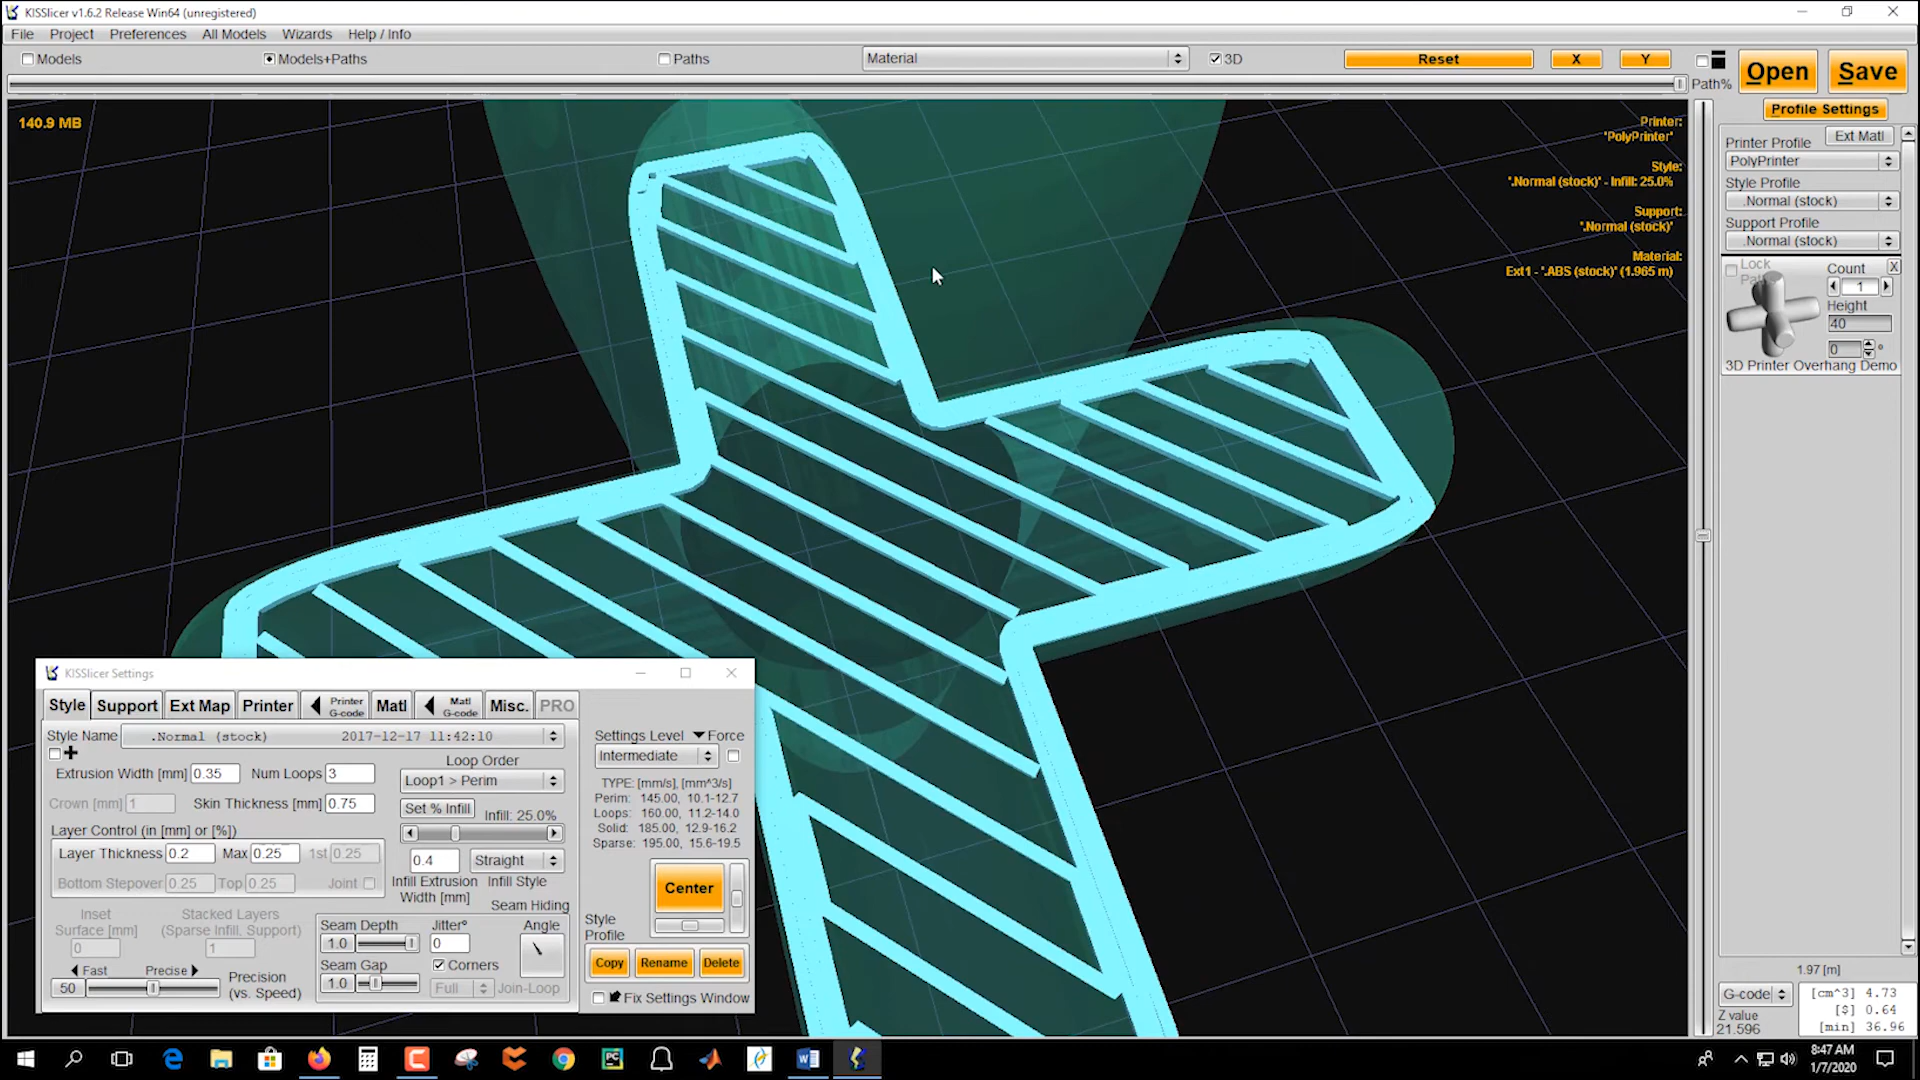 KISSlicer v1.6.2 Release Win64 (unregistered)
File Project Preferences All Models Wizards Help / Info
Models Models+Paths Paths Material 3D Reset X Y Path% Open Save
140.9 MB
Printer:
'PolyPrinter'
Style:
'.Normal (stock)' - Infill: 25.0%
Support:
'.Normal (stock)'
Material:
Ext1 - '.ABS (stock)' (1.965 m)
Profile Settings
Printer Profile Ext Matl
PolyPrinter
Style Profile
.Normal (stock)
Support Profile
.Normal (stock)
Lock Count X
1
Height
40
0 °
3D Printer Overhang Demo
KISSlicer Settings
Style Support Ext Map Printer Printer G-code Matl Matl G-code Misc. PRO
Style Name .Normal (stock) 2017-12-17 11:42:10
Extrusion Width [mm] 0.35 Num Loops 3
Crown [mm] 1 Skin Thickness [mm] 0.75
Layer Control (in [mm] or [%])
Layer Thickness 0.2 Max 0.25 1st 0.25
Bottom Stepover 0.25 Top 0.25 Joint
Inset Surface [mm]
0
Stacked Layers
(Sparse Infill, Support)
1
Fast Precise
50
Precision
(vs. Speed)
Loop Order
Loop1 > Perim
Set % Infill Infill: 25.0%
0.4 Straight
Infill Extrusion Width [mm]
Infill Style
Seam Hiding
Seam Depth Jitter° Angle
1.0 0
Seam Gap Corners
1.0 Full Join-Loop
Settings Level Force
Intermediate
TYPE: [mm/s], [mm^3/s]
Perim: 145.00, 10.1-12.7
Loops: 160.00, 11.2-14.0
Solid: 185.00, 12.9-16.2
Sparse: 195.00, 15.6-19.5
Center
Style
Profile
Copy Rename Delete
Fix Settings Window
1.97 [m]
G-code
Z value
21.596
[cm^3] 4.73
[$] 0.64
[min] 36.96
PC
8:47 AM
1/7/2020